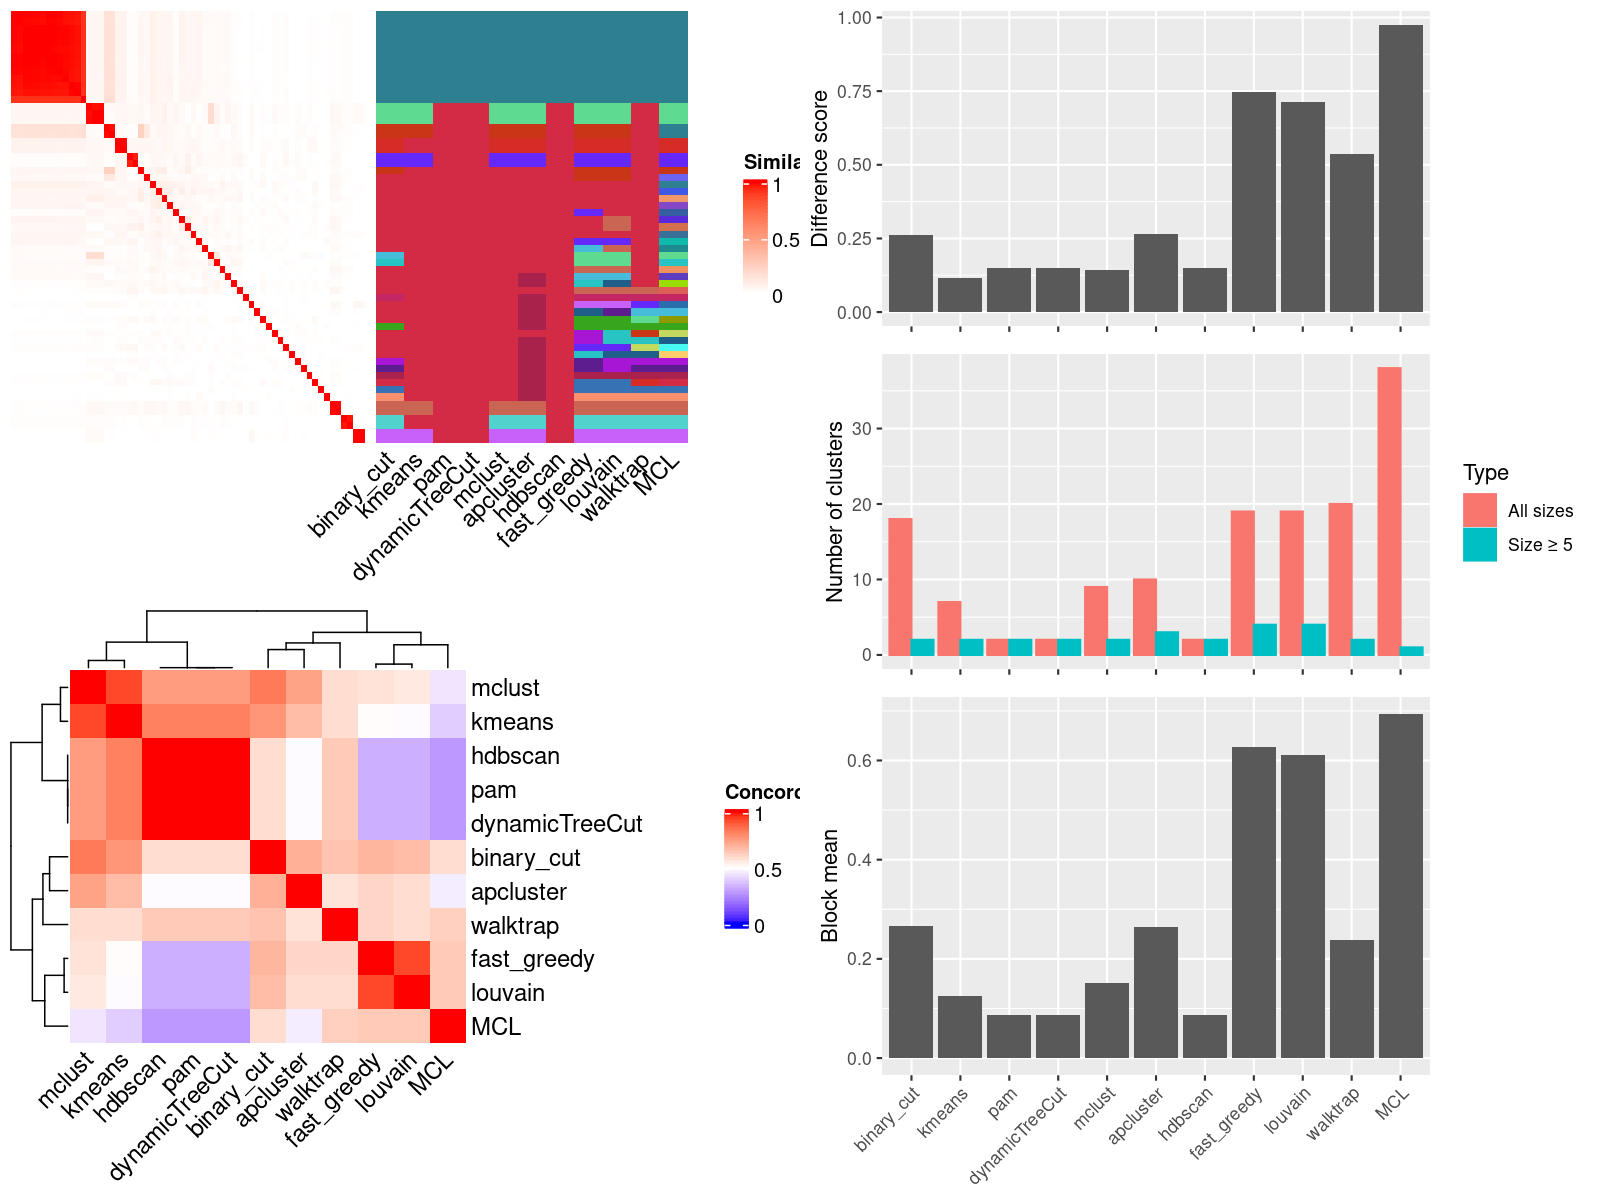 Simila
1
0.5
0
binary_cut
kmeans
pam
dynamicTreeCut
mclust
apcluster
hdbscan
fast_greedy
louvain
walktrap
MCL
mclust
kmeans
hdbscan
pam
dynamicTreeCut
binary_cut
apcluster
walktrap
fast_greedy
louvain
MCL
Concord
1
0.5
0
mclust
kmeans
hdbscan
pam
dynamicTreeCut
binary_cut
apcluster
walktrap
fast_greedy
louvain
MCL
Difference score
1.00
0.75
0.50
0.25
0.00
Number of clusters
30
20
10
0
Type
All sizes
Size ≥ 5
Block mean
0.6
0.4
0.2
0.0
binary_cut
kmeans
pam
dynamicTreeCut
mclust
apcluster
hdbscan
fast_greedy
louvain
walktrap
MCL